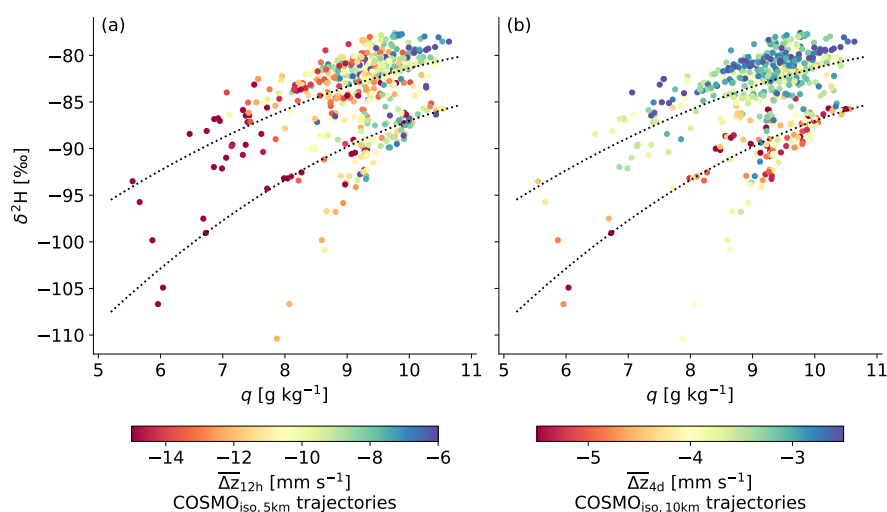 (a)
(b)
−80
−85
−90
−95
−100
−105
−110
δ²H [‰]
5 6 7 8 9 10 11
5 6 7 8 9 10 11
q [g kg⁻¹]
q [g kg⁻¹]
−14 −12 −10 −8 −6
−5 −4 −3
Δz̅₁₂ₕ [mm s⁻¹]
COSMOiso, 5km trajectories
Δz̅4d [mm s⁻¹]
COSMOiso, 10km trajectories